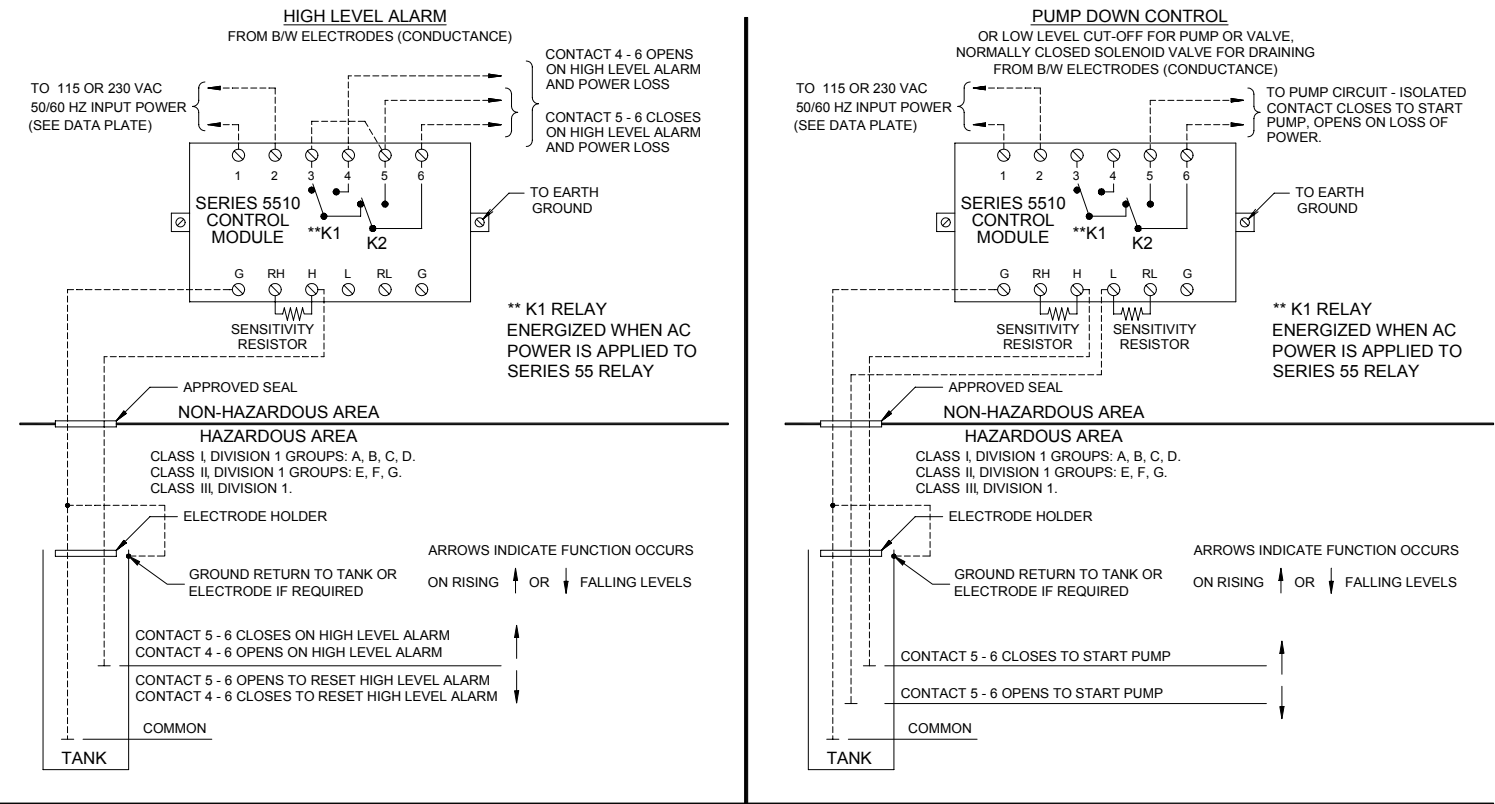 HIGH LEVEL ALARM
FROM B/W ELECTRODES (CONDUCTANCE)
TO 115 OR 230 VAC
50/60 HZ INPUT POWER
(SEE DATA PLATE)
CONTACT 4 - 6 OPENS
ON HIGH LEVEL ALARM
AND POWER LOSS
CONTACT 5 - 6 CLOSES
ON HIGH LEVEL ALARM
AND POWER LOSS
1 2 3 4 5 6
SERIES 5510
CONTROL
MODULE
**K1
K2
TO EARTH
GROUND
G RH H L RL G
SENSITIVITY
RESISTOR
** K1 RELAY
ENERGIZED WHEN AC
POWER IS APPLIED TO
SERIES 55 RELAY
APPROVED SEAL
NON-HAZARDOUS AREA
HAZARDOUS AREA
CLASS I, DIVISION 1 GROUPS: A, B, C, D.
CLASS II, DIVISION 1 GROUPS: E, F, G.
CLASS III, DIVISION 1.
ELECTRODE HOLDER
GROUND RETURN TO TANK OR
ELECTRODE IF REQUIRED
ARROWS INDICATE FUNCTION OCCURS
ON RISING OR FALLING LEVELS
CONTACT 5 - 6 CLOSES ON HIGH LEVEL ALARM
CONTACT 4 - 6 OPENS ON HIGH LEVEL ALARM
CONTACT 5 - 6 OPENS TO RESET HIGH LEVEL ALARM
CONTACT 4 - 6 CLOSES TO RESET HIGH LEVEL ALARM
COMMON
TANK
PUMP DOWN CONTROL
OR LOW LEVEL CUT-OFF FOR PUMP OR VALVE,
NORMALLY CLOSED SOLENOID VALVE FOR DRAINING
FROM B/W ELECTRODES (CONDUCTANCE)
TO 115 OR 230 VAC
50/60 HZ INPUT POWER
(SEE DATA PLATE)
TO PUMP CIRCUIT - ISOLATED
CONTACT CLOSES TO START
PUMP, OPENS ON LOSS OF
POWER.
1 2 3 4 5 6
SERIES 5510
CONTROL
MODULE
**K1
K2
TO EARTH
GROUND
G RH H L RL G
SENSITIVITY
RESISTOR
SENSITIVITY
RESISTOR
** K1 RELAY
ENERGIZED WHEN AC
POWER IS APPLIED TO
SERIES 55 RELAY
APPROVED SEAL
NON-HAZARDOUS AREA
HAZARDOUS AREA
CLASS I, DIVISION 1 GROUPS: A, B, C, D.
CLASS II, DIVISION 1 GROUPS: E, F, G.
CLASS III, DIVISION 1.
ELECTRODE HOLDER
GROUND RETURN TO TANK OR
ELECTRODE IF REQUIRED
ARROWS INDICATE FUNCTION OCCURS
ON RISING OR FALLING LEVELS
CONTACT 5 - 6 CLOSES TO START PUMP
CONTACT 5 - 6 OPENS TO START PUMP
COMMON
TANK